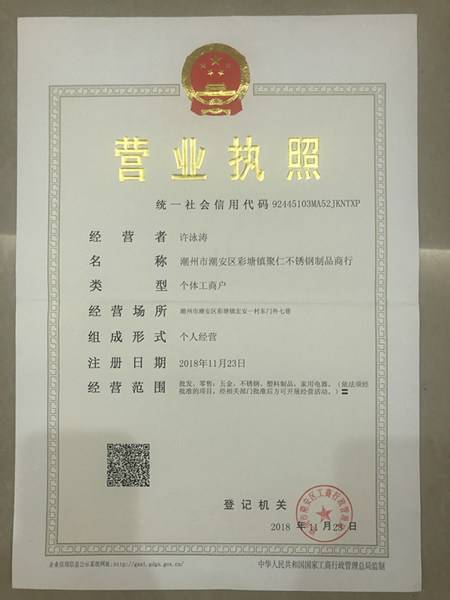 营业执照
统一社会信用代码 92445103MA52JKNTXP
经营者 许泳涛
名称 潮州市潮安区彩塘镇聚仁不锈钢制品商行
类型 个体工商户
经营场所 潮州市潮安区彩塘镇宏安一村东门外七巷
组成形式 个人经营
注册日期 2018年11月23日
经营范围 批发、零售：五金，不锈钢，塑料制品，家用电器。（依法须经
批准的项目，经相关部门批准后方可开展经营活动。）〓
登记机关
2018 年 11 月 23 日
企业信用信息公示系统网址：http://gsxt.gdgs.gov.cn/
中华人民共和国国家工商行政管理总局监制